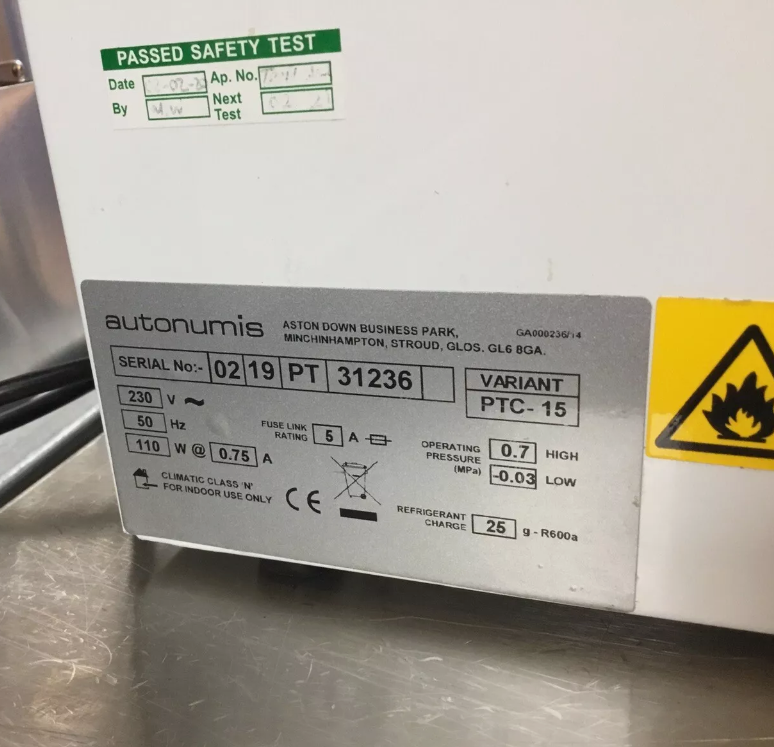 PASSED SAFETY TEST
Date Ap. No.
By Next Test
autonumis
ASTON DOWN BUSINESS PARK,
MINCHINHAMPTON, STROUD, GLOS. GL6 8GA.
GA000236/14
SERIAL No:- 02 19 PT 31236
VARIANT
PTC- 15
230 V ~
50 Hz
110 W @ 0.75 A
FUSE LINK
RATING 5 A
OPERATING
PRESSURE
(MPa)
0.7 HIGH
-0.03 LOW
CLIMATIC CLASS 'N'
FOR INDOOR USE ONLY
CE
REFRIGERANT
CHARGE 25 g - R600a